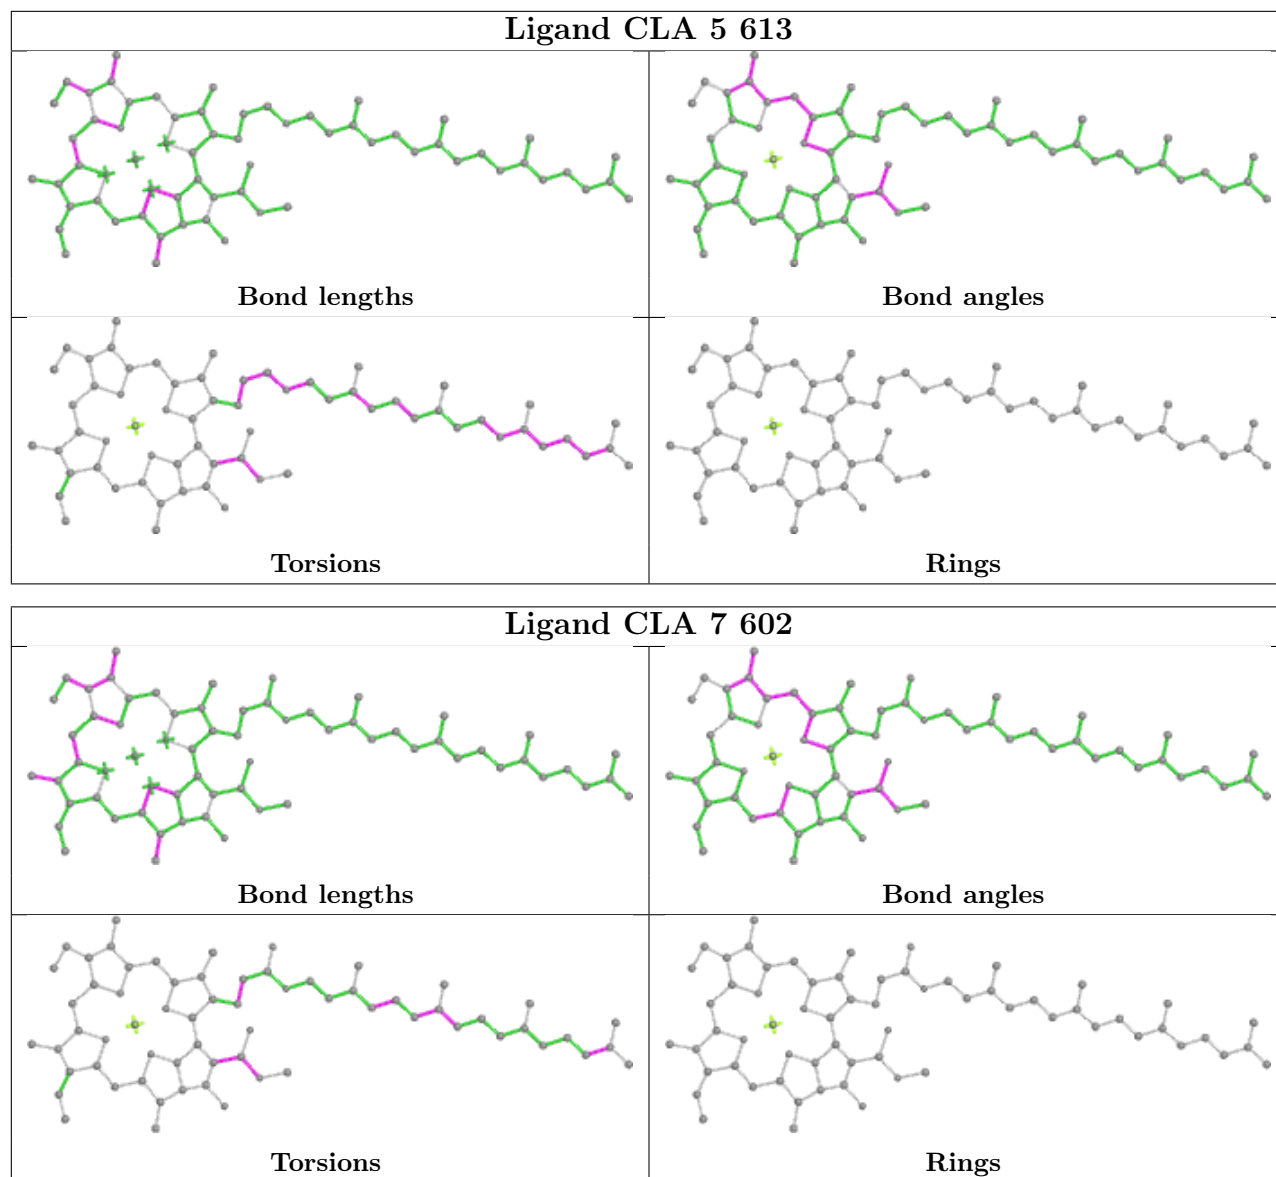 Ligand CLA 5 613
Bond lengths
Bond angles
Torsions
Rings
Ligand CLA 7 602
Bond lengths
Bond angles
Torsions
Rings